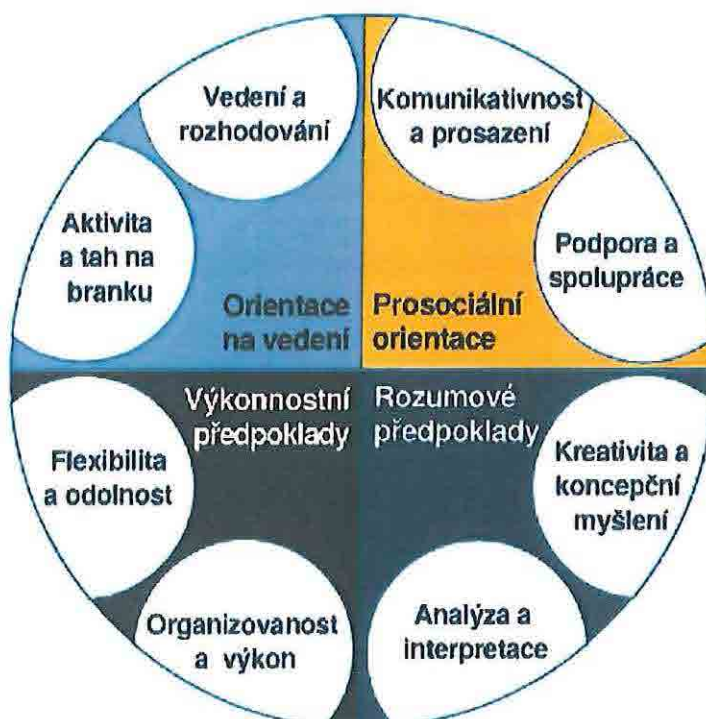 Vedení a
rozhodování
Komunikativnost
a prosazení
Aktivita
a tah na
branku
Podpora a
spolupráce
Orientace
na vedení
Prosociální
orientace
Výkonnostní
předpoklady
Rozumové
předpoklady
Flexibilita
a odolnost
Kreativita a
koncepční
myšlení
Organizovanost
a výkon
Analýza a
interpretace